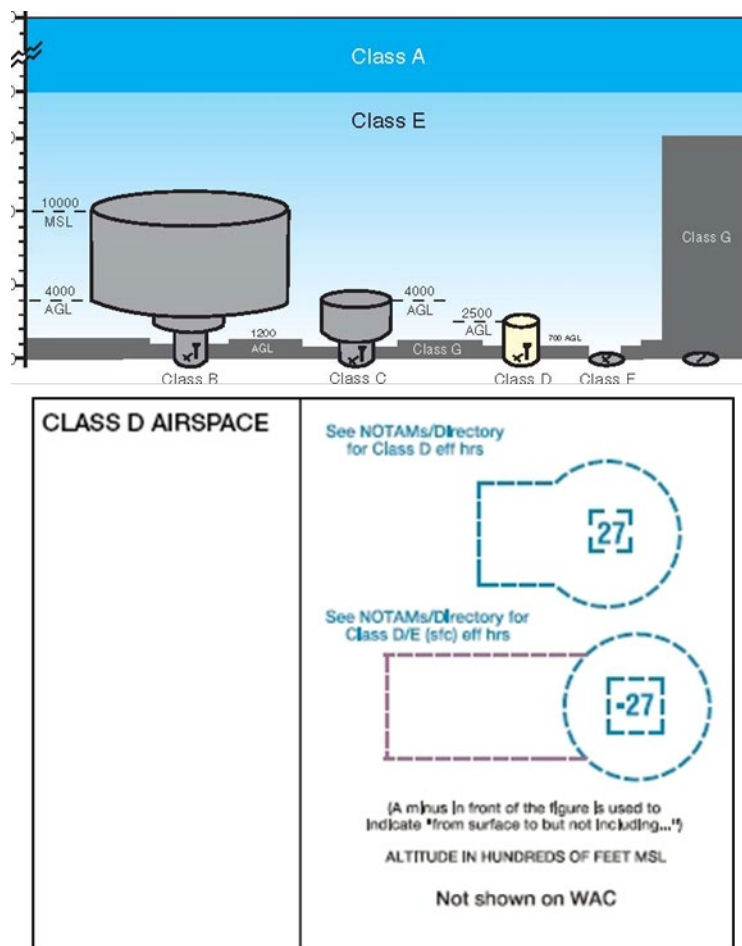 Class A
Class E
10000
MSL
Class G
4000
AGL
4000
AGL
2500
AGL
1200
AGL
Class G
700 AGL
Class B
Class C
Class D
Class E
CLASS D AIRSPACE
See NOTAMs/Directory
for Class D eff hrs
[27]
See NOTAMs/Directory for
Class D/E (sfc) eff hrs
-27
(A minus in front of the figure is used to
indicate "from surface to but not including...")
ALTITUDE IN HUNDREDS OF FEET MSL
Not shown on WAC